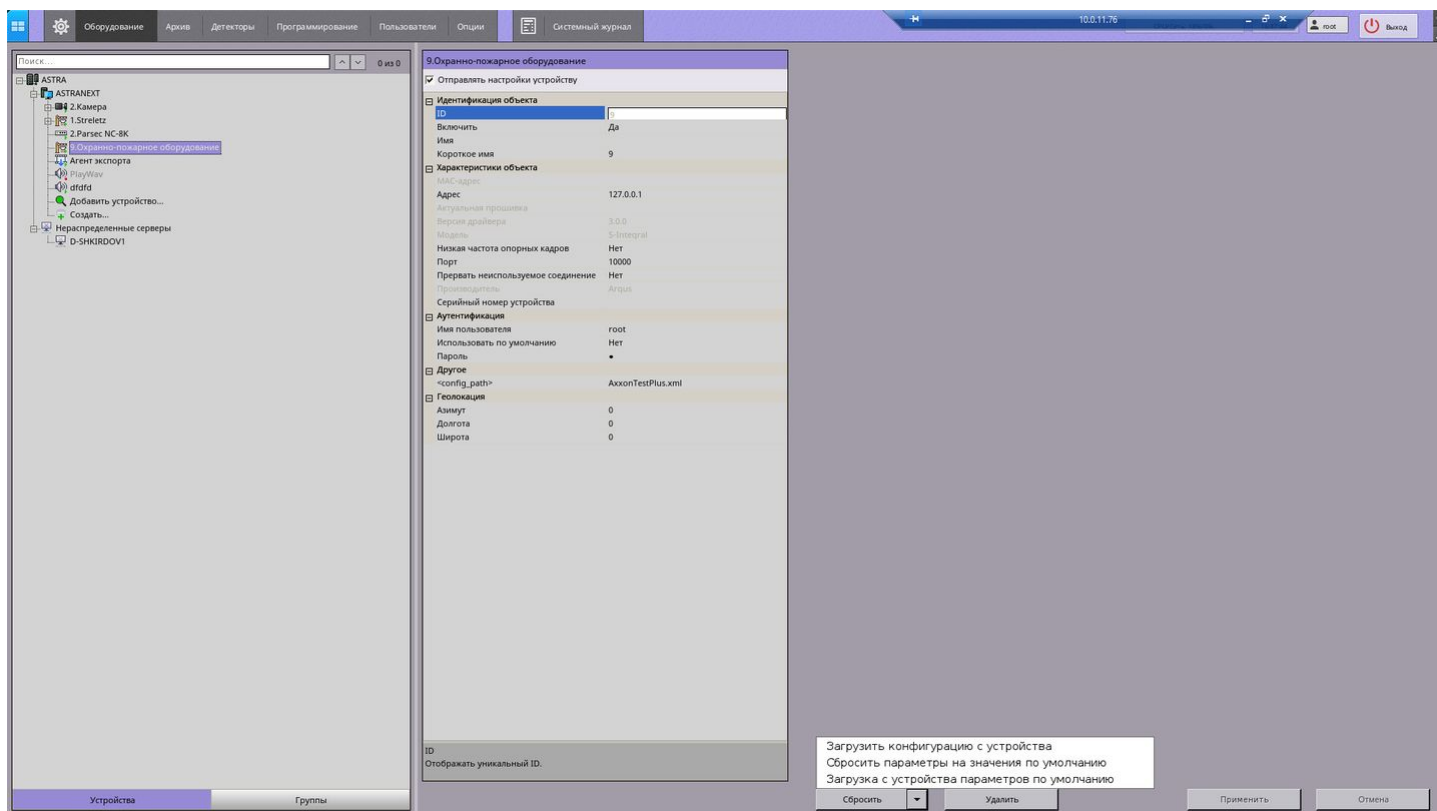 Оборудование Архив Детекторы Программирование Пользователи Опции Системный журнал 10.0.11.76 root Выход
Поиск... 0 из 0
ASTRA
ASTRANEXT
2.Камера
1.Streletz
2.Parsec NC-8K
9.Охранно-пожарное оборудование
Агент экспорта
PlayWav
dfdfd
Добавить устройство...
Создать...
Нераспределенные серверы
D-SHKIRDOV1
Устройства Группы
9.Охранно-пожарное оборудование
Отправлять настройки устройству
Идентификация объекта
ID 9
Включить Да
Имя
Короткое имя 9
Характеристики объекта
MAC-адрес
Адрес 127.0.0.1
Актуальная прошивка
Версия драйвера 3.0.0
Модель S-Integral
Низкая частота опорных кадров Нет
Порт 10000
Прервать неиспользуемое соединение Нет
Производитель Argus
Серийный номер устройства
Аутентификация
Имя пользователя root
Использовать по умолчанию Нет
Пароль •
Другое
<config_path> AxxonTestPlus.xml
Геолокация
Азимут 0
Долгота 0
Широта 0
ID
Отображать уникальный ID.
Загрузить конфигурацию с устройства
Сбросить параметры на значения по умолчанию
Загрузка с устройства параметров по умолчанию
Сбросить Удалить Применить Отмена